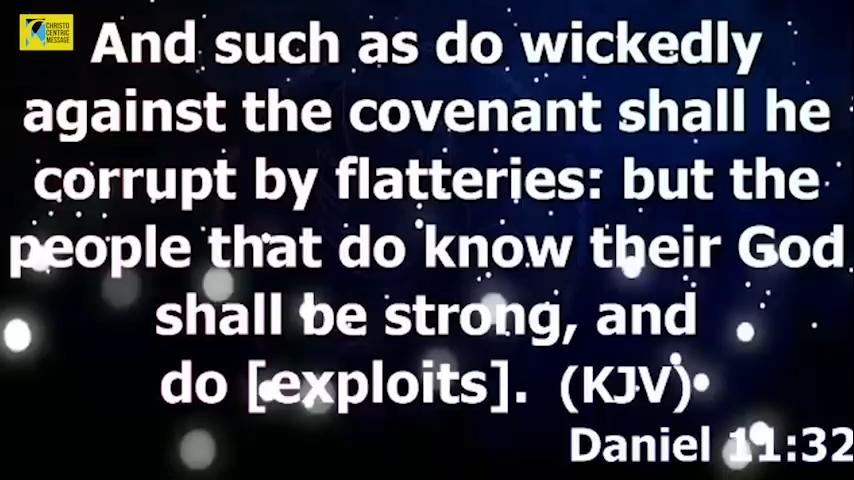 CHRISTO
CENTRIC
MESSAGE
And such as do wickedly
against the covenant shall he
corrupt by flatteries: but the
people that do know their God
shall be strong, and
do [exploits]. (KJV)
Daniel 11:32